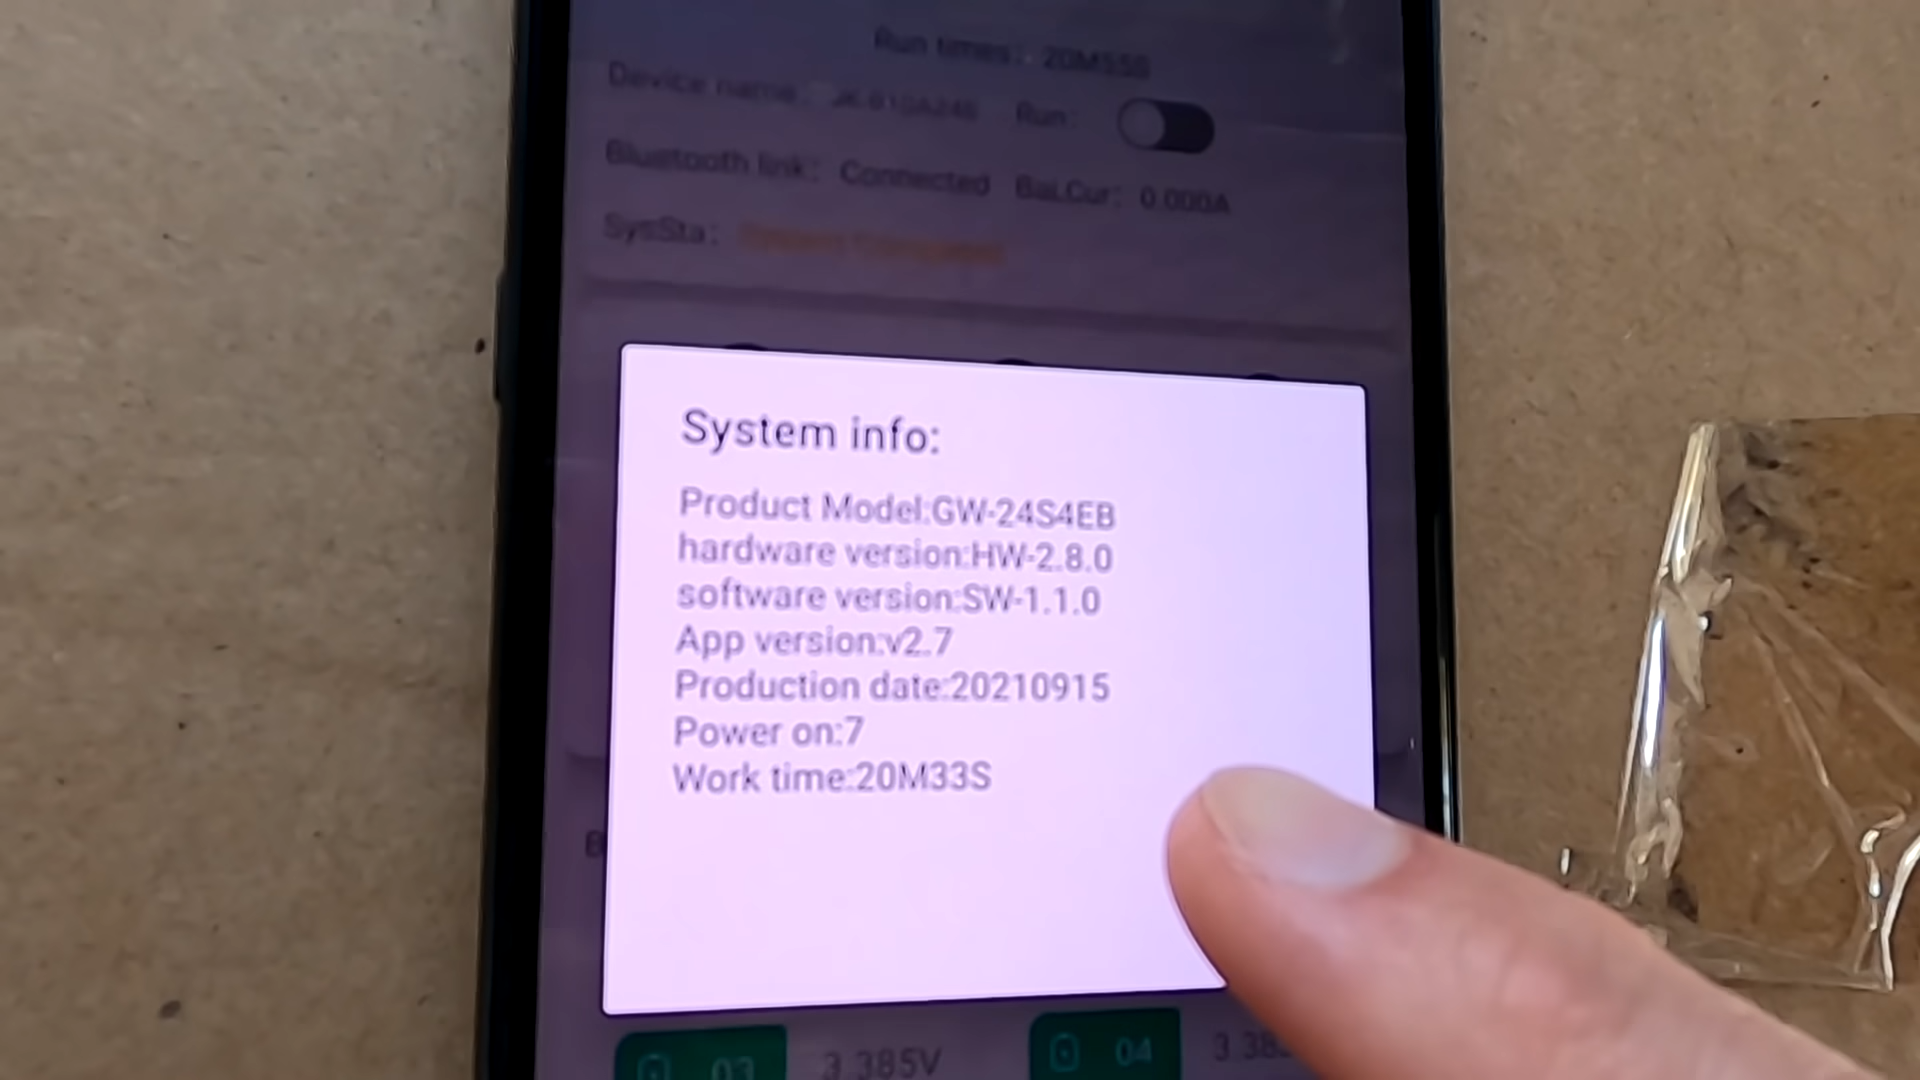 Run times: 20M55S
Device name: Run:
Bluetooth link: Connected BaLCur: 0.000A
SysSta:
System info:
Product Model:GW-24S4EB
hardware version:HW-2.8.0
software version:SW-1.1.0
App version:v2.7
Production date:20210915
Power on:7
Work time:20M33S
B
03 3.385V 04